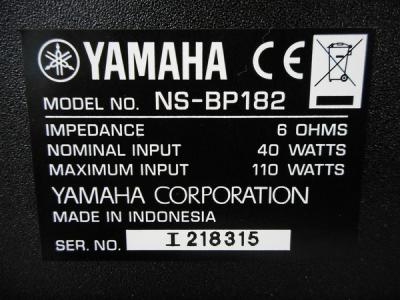 YAMAHA CE
MODEL NO. NS-BP182
IMPEDANCE 6 OHMS
NOMINAL INPUT 40 WATTS
MAXIMUM INPUT 110 WATTS
YAMAHA CORPORATION
MADE IN INDONESIA
SER. NO. I 218315